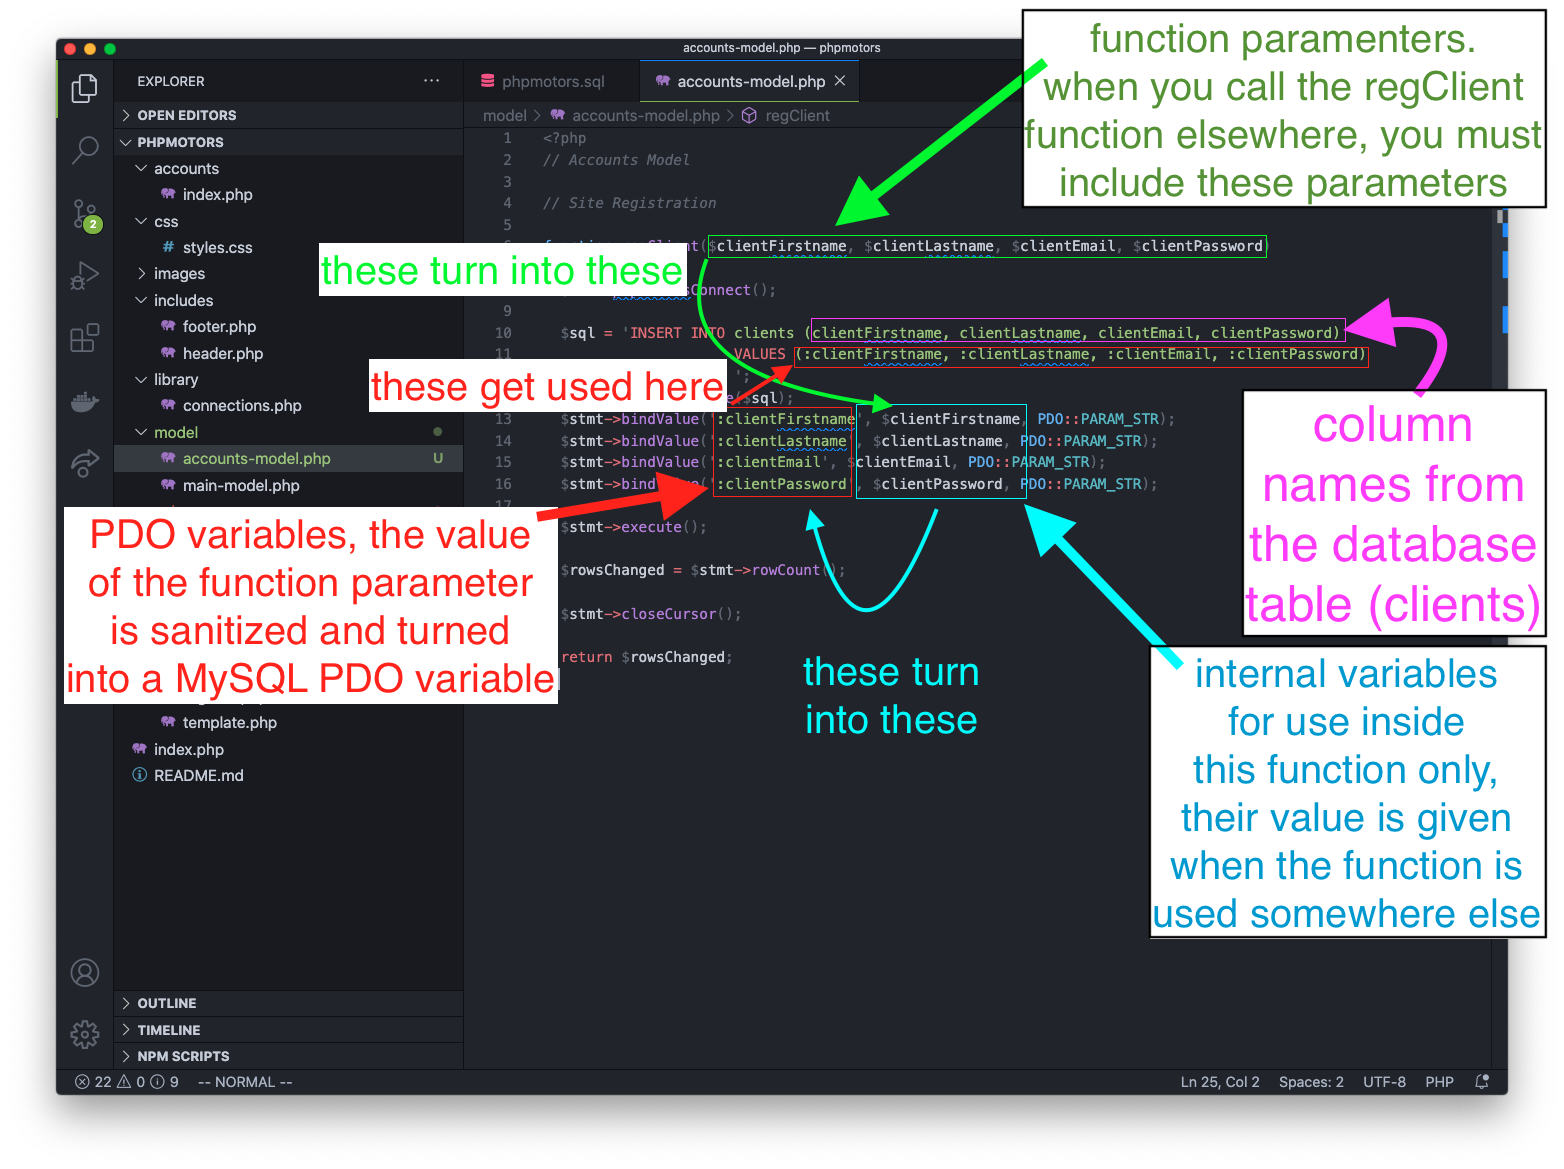 accounts-model.php — phpmotors
function paramenters.
when you call the regClient
function elsewhere, you must
include these parameters
EXPLORER
phpmotors.sql
accounts-model.php
OPEN EDITORS
PHPMOTORS
accounts
index.php
css
styles.css
images
includes
footer.php
header.php
library
connections.php
model
accounts-model.php U
main-model.php
template.php
index.php
README.md
OUTLINE
TIMELINE
NPM SCRIPTS
2
model > accounts-model.php > regClient
1 <?php
2 // Accounts Model
3
4 // Site Registration
5
Client($clientFirstname, $clientLastname, $clientEmail, $clientPassword)
these turn into these
Connect();
9
10 $sql = 'INSERT INTO clients (clientFirstname, clientLastname, clientEmail, clientPassword)
11 VALUES (:clientFirstname, :clientLastname, :clientEmail, :clientPassword)
';
these get used here
($sql);
13 $stmt->bindValue(':clientFirstname', $clientFirstname, PDO::PARAM_STR);
14 $stmt->bindValue(':clientLastname', $clientLastname, PDO::PARAM_STR);
15 $stmt->bindValue(':clientEmail', $clientEmail, PDO::PARAM_STR);
16 $stmt->bindValue(':clientPassword', $clientPassword, PDO::PARAM_STR);
17
$stmt->execute();
$rowsChanged = $stmt->rowCount();
$stmt->closeCursor();
return $rowsChanged;
PDO variables, the value
of the function parameter
is sanitized and turned
into a MySQL PDO variable
these turn
into these
column
names from
the database
table (clients)
internal variables
for use inside
this function only,
their value is given
when the function is
used somewhere else
22 0 9 -- NORMAL --
Ln 25, Col 2 Spaces: 2 UTF-8 PHP